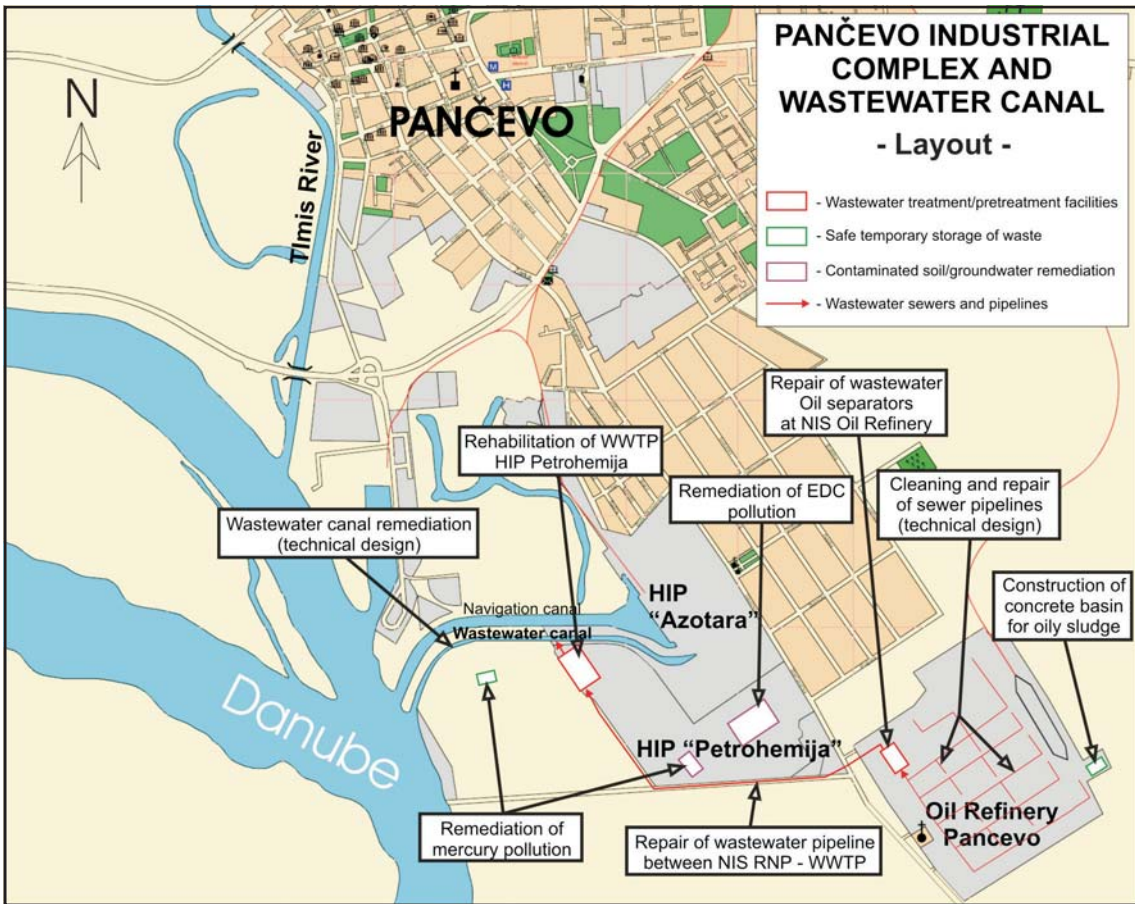 PANČEVO INDUSTRIAL
COMPLEX AND
WASTEWATER CANAL
- Layout -
- Wastewater treatment/pretreatment facilities
- Safe temporary storage of waste
- Contaminated soil/groundwater remediation
- Wastewater sewers and pipelines
N
M
H
PANČEVO
TImis River
Repair of wastewater
Oil separators
at NIS Oil Refinery
Rehabilitation of WWTP
HIP Petrohemija
Remediation of EDC
pollution
Cleaning and repair
of sewer pipelines
(technical design)
Wastewater canal remediation
(technical design)
Construction of
concrete basin
for oily sludge
HIP
"Azotara"
Navigation canal
Wastewater canal
Danube
HIP "Petrohemija"
Oil Refinery
Pancevo
Remediation of
mercury pollution
Repair of wastewater pipeline
between NIS RNP - WWTP